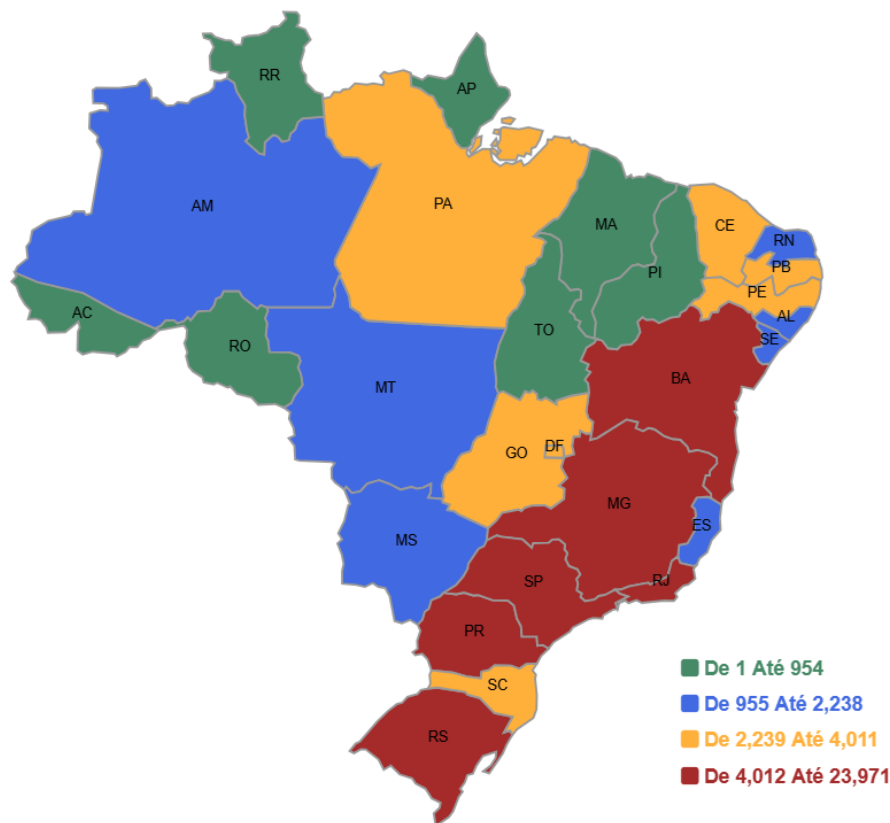 RR
AP
AM
PA
MA
CE
RN
PI
PB
PE
AC
AL
TO
SE
RO
BA
MT
DF
GO
MG
ES
MS
SP
RJ
PR
SC
RS
De 1 Até 954
De 955 Até 2,238
De 2,239 Até 4,011
De 4,012 Até 23,971